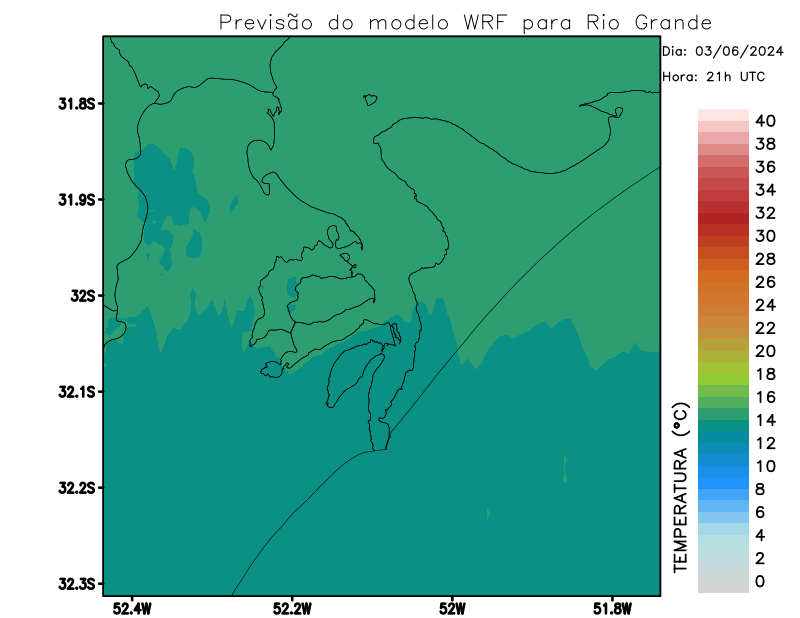 Previsão do modelo WRF para Rio Grande
Dia: 03/06/2024
Hora: 21h UTC
31.8S
31.9S
32S
32.1S
32.2S
32.3S
52.4W 52.2W 52W 51.8W
TEMPERATURA (°C)
40
38
36
34
32
30
28
26
24
22
20
18
16
14
12
10
8
6
4
2
0